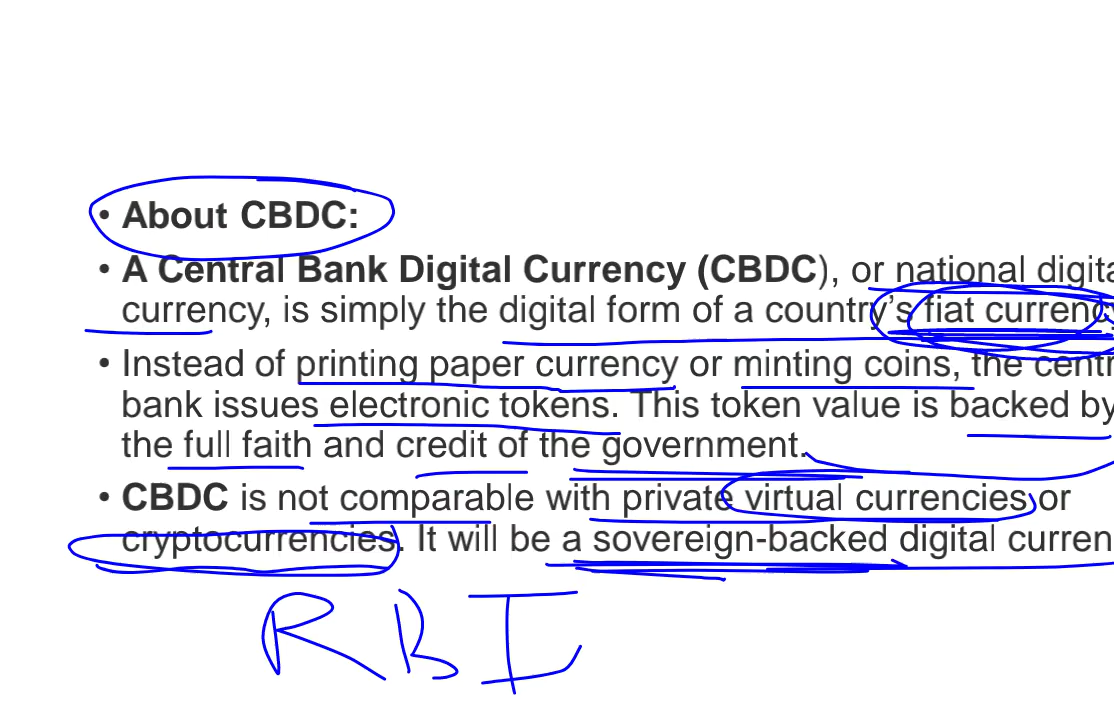 • About CBDC:
• A Central Bank Digital Currency (CBDC), or national digita
currency, is simply the digital form of a country’s fiat currency
• Instead of printing paper currency or minting coins, the centr
bank issues electronic tokens. This token value is backed by
the full faith and credit of the government.
• CBDC is not comparable with private virtual currencies or
cryptocurrencies. It will be a sovereign-backed digital curren
RBI